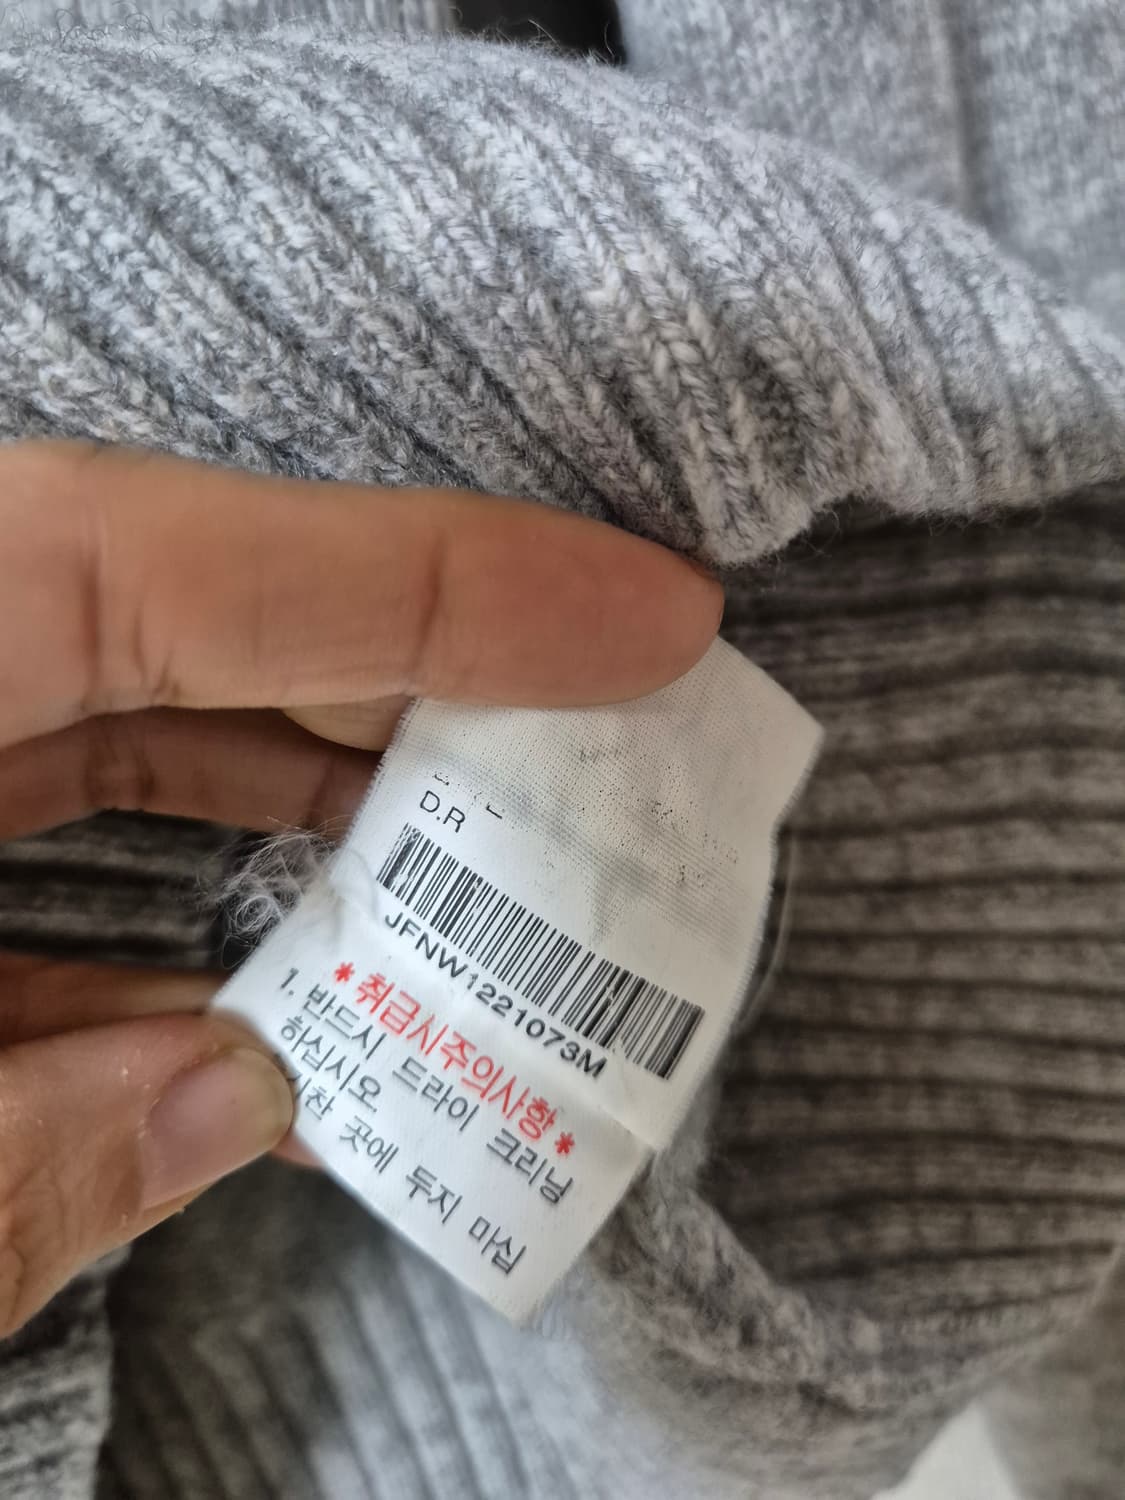 D.R
JFNW1221073M
*취급시주의사항*
1. 반드시 드라이 크리닝
하십시오
곳에 두지 마십